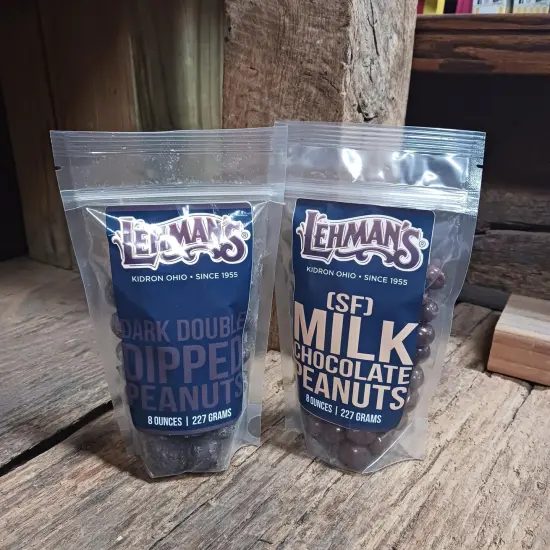 LEHMAN'S®
KIDRON OHIO • SINCE 1955
DARK DOUBLE
DIPPED
PEANUTS
8 OUNCES | 227 GRAMS
LEHMAN'S®
KIDRON OHIO • SINCE 1955
(SF)
MILK
CHOCOLATE
PEANUTS
8 OUNCES | 227 GRAMS